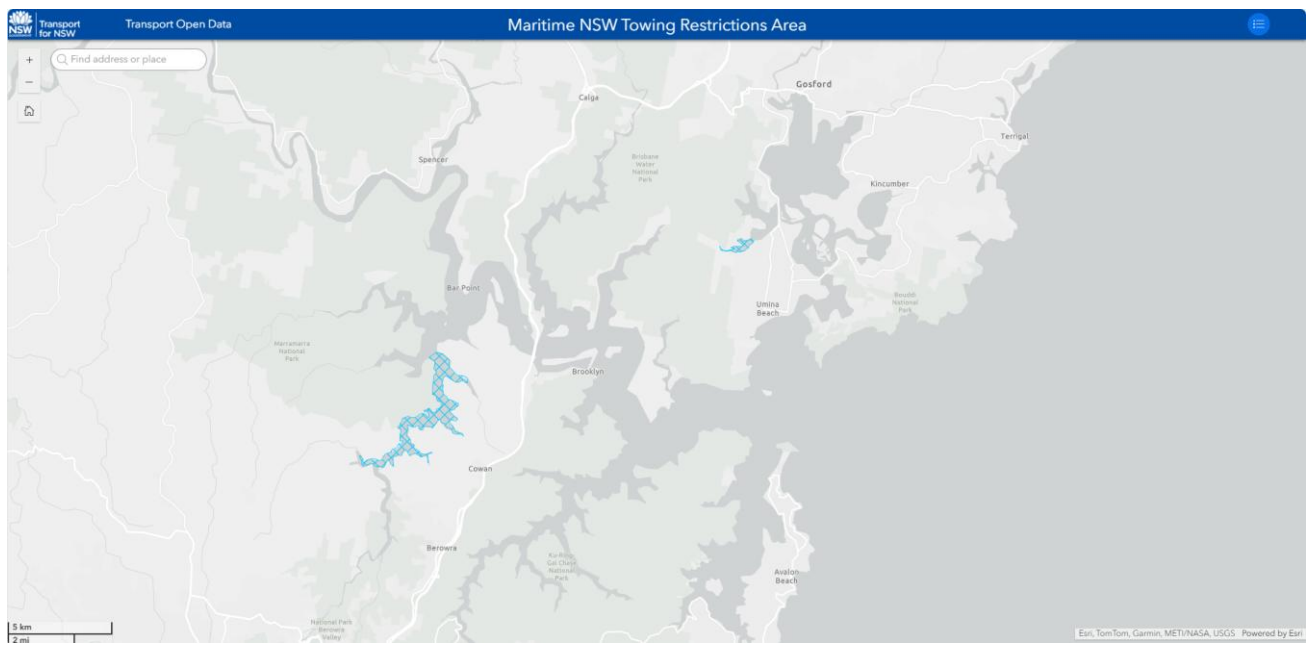 NSW
Transport
for NSW
Transport Open Data
Maritime NSW Towing Restrictions Area
+
Find address or place
–
Gosford
Calga
Terrigal
Spencer
Brisbane
Water
National
Park
Kincumber
Bar Point
Bouddi
National
Park
Umina
Beach
Marramarra
National
Park
Brooklyn
Cowan
Berowra
Ku-Ring-
Gai Chase
National
Park
Avalon
Beach
National Park
Berowra
Valley
5 km
2 mi
Esri, TomTom, Garmin, METI/NASA, USGS
Powered by Esri